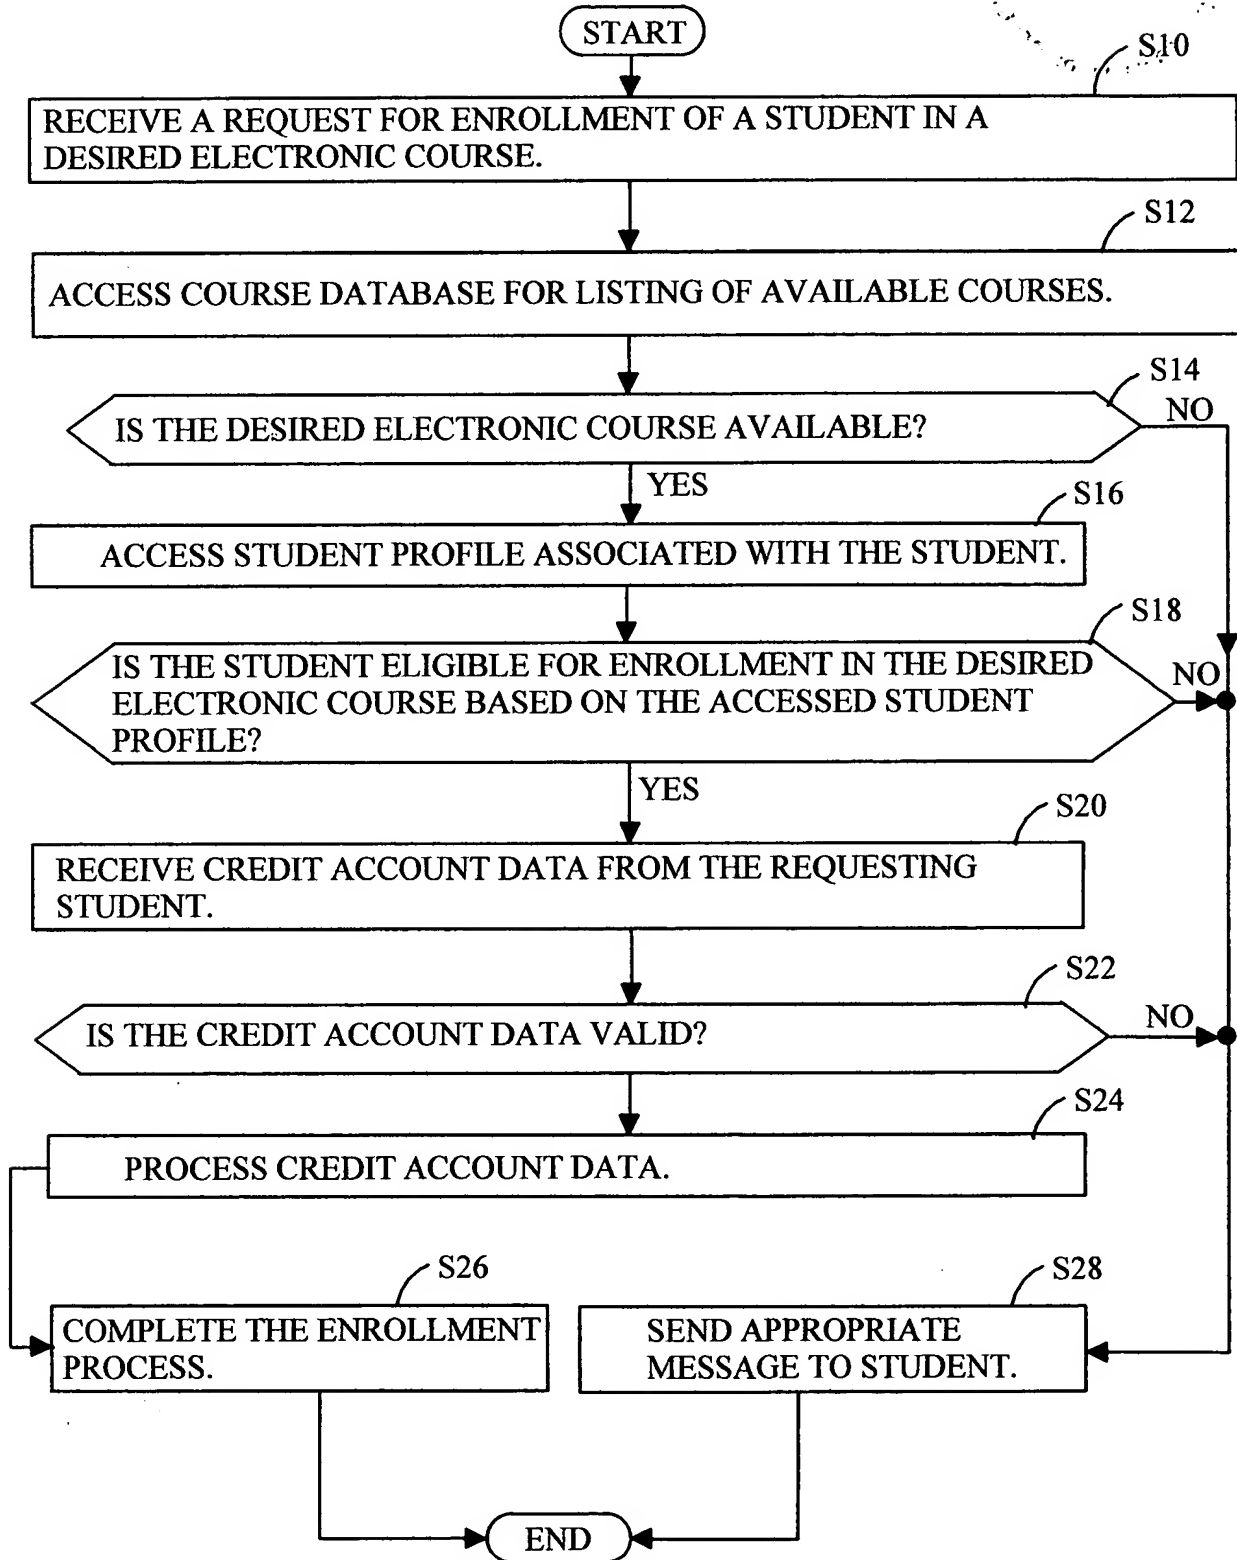 START
S10
RECEIVE A REQUEST FOR ENROLLMENT OF A STUDENT IN A
DESIRED ELECTRONIC COURSE.
S12
ACCESS COURSE DATABASE FOR LISTING OF AVAILABLE COURSES.
S14
IS THE DESIRED ELECTRONIC COURSE AVAILABLE?
NO
YES
S16
ACCESS STUDENT PROFILE ASSOCIATED WITH THE STUDENT.
S18
IS THE STUDENT ELIGIBLE FOR ENROLLMENT IN THE DESIRED
ELECTRONIC COURSE BASED ON THE ACCESSED STUDENT
PROFILE?
NO
YES
S20
RECEIVE CREDIT ACCOUNT DATA FROM THE REQUESTING
STUDENT.
S22
IS THE CREDIT ACCOUNT DATA VALID?
NO
S24
PROCESS CREDIT ACCOUNT DATA.
S26
COMPLETE THE ENROLLMENT
PROCESS.
S28
SEND APPROPRIATE
MESSAGE TO STUDENT.
END